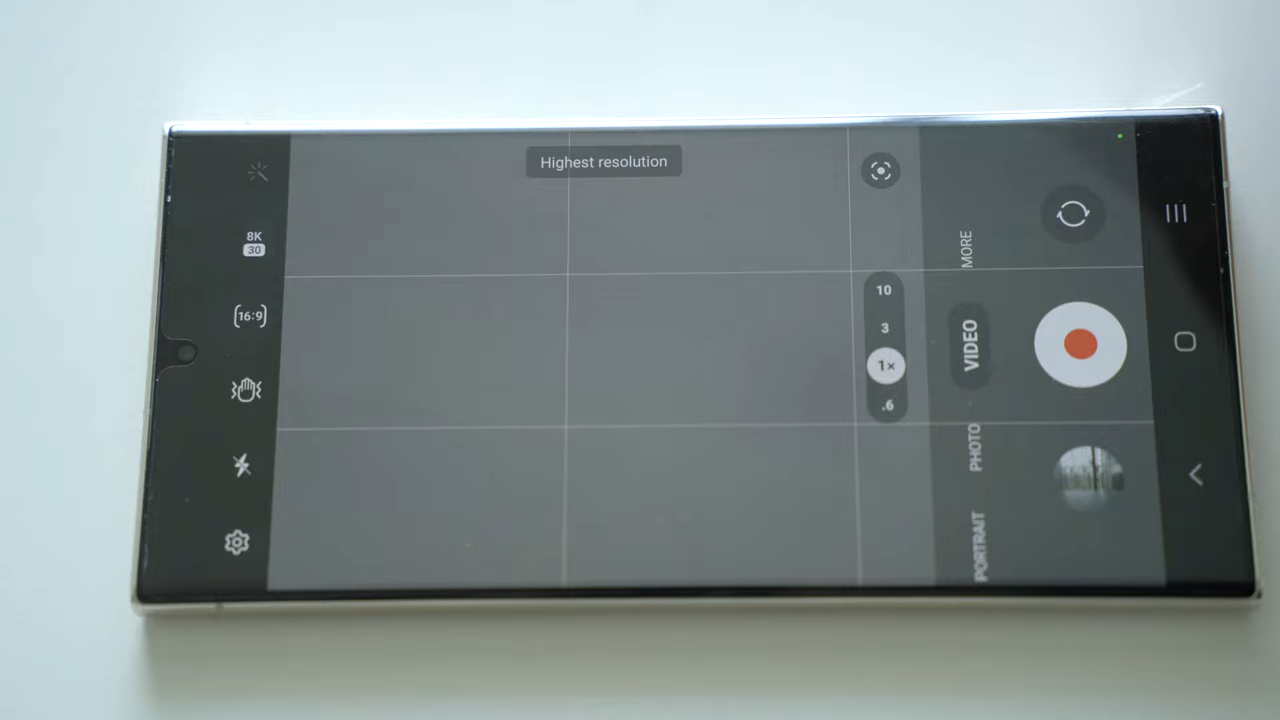 Highest resolution
8K
30
16:9
10
3
1×
.6
MORE
VIDEO
PHOTO
PORTRAIT